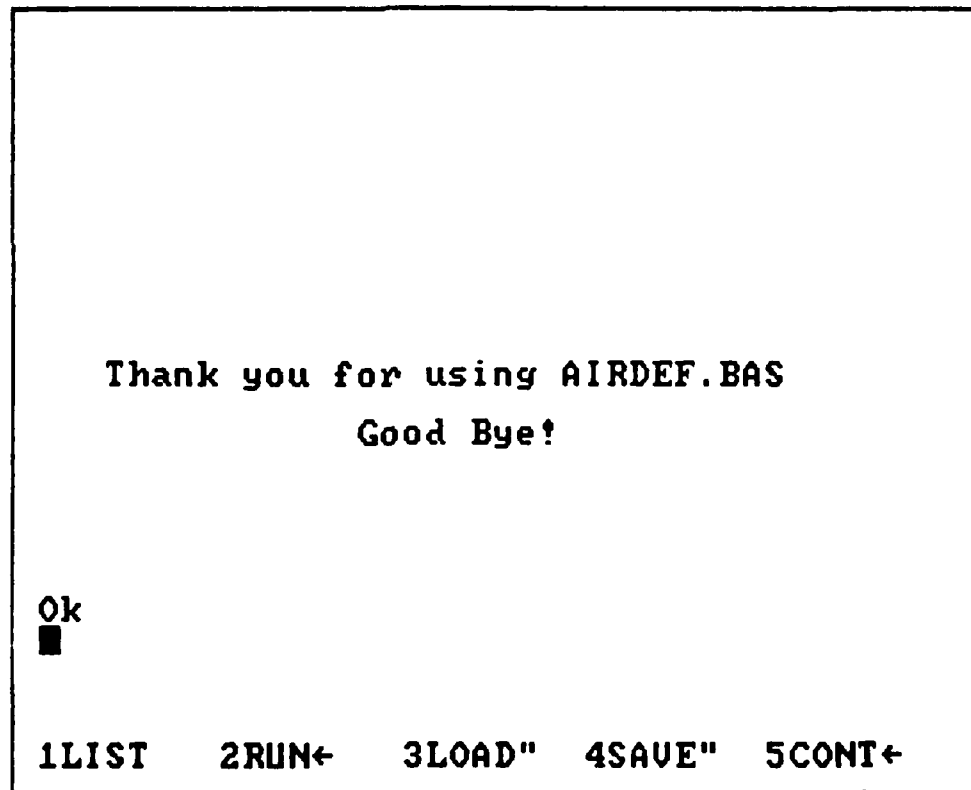 Thank you for using AIRDEF.BAS
Good Bye!
Ok
1LIST 2RUN← 3LOAD" 4SAVE" 5CONT←